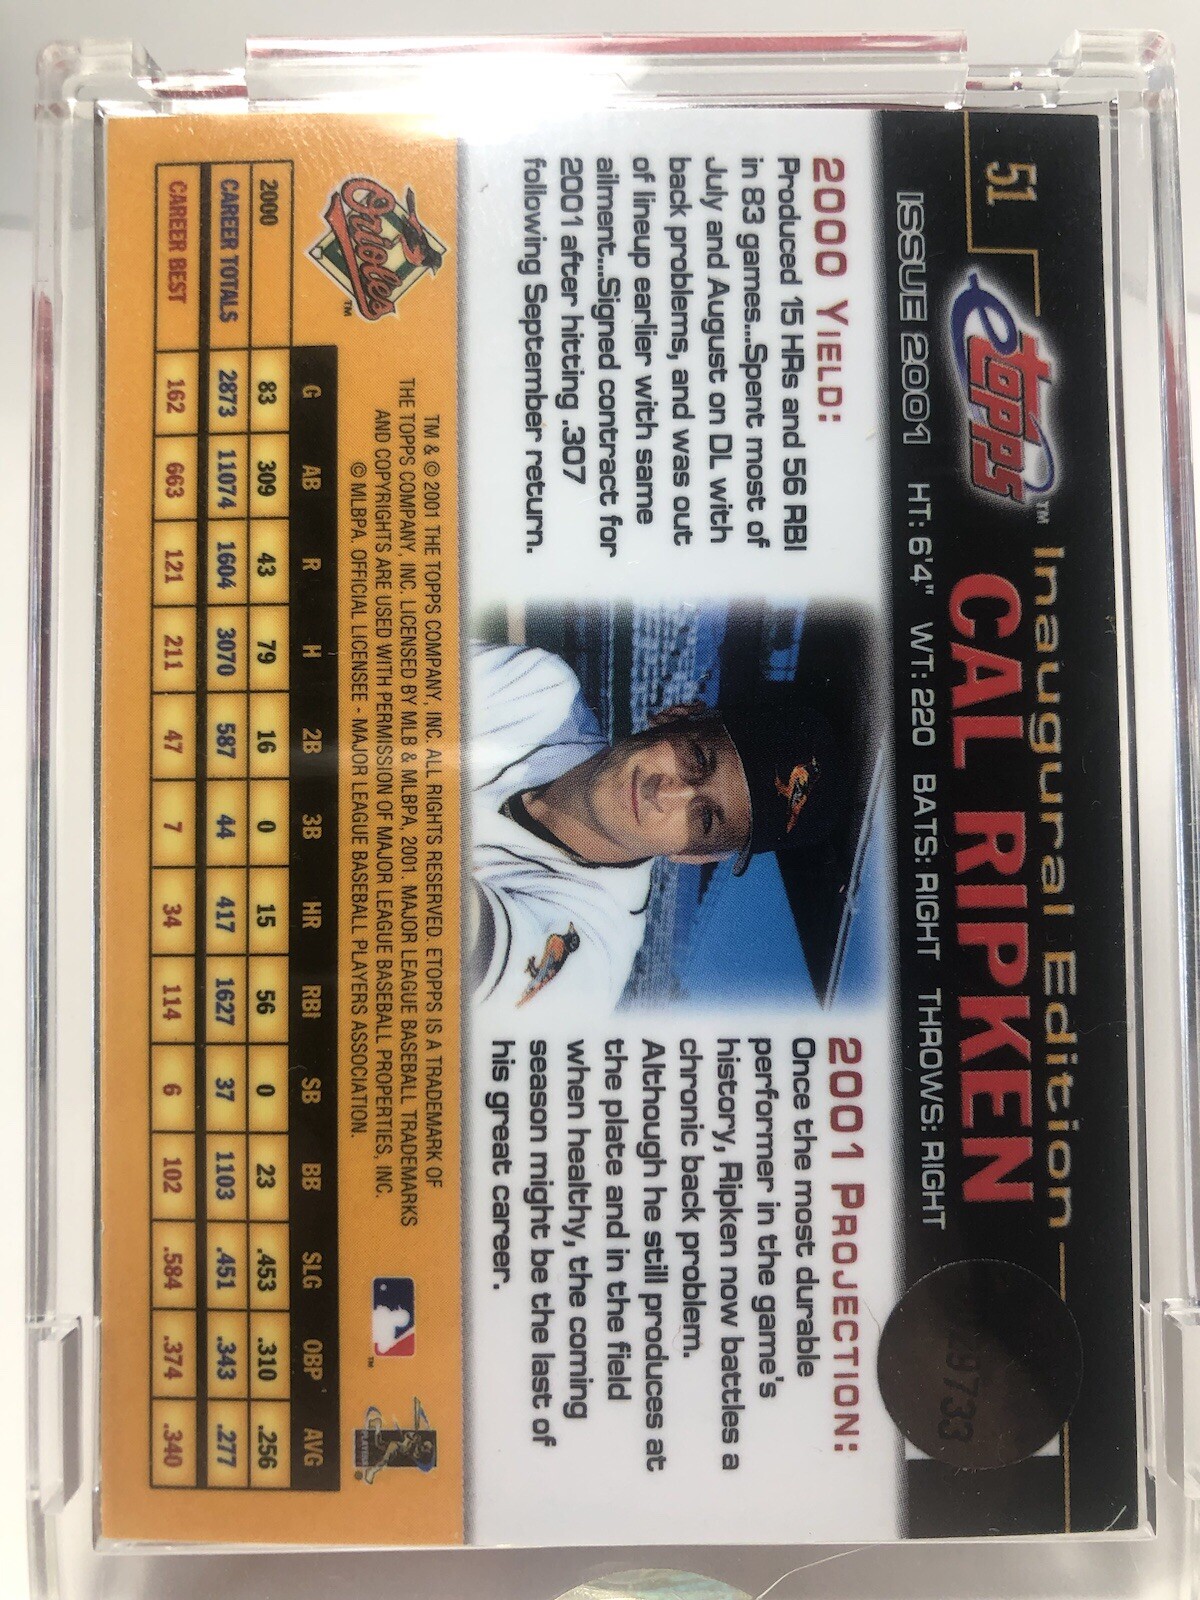 51
etopps™
Inaugural Edition
CAL RIPKEN
ISSUE 2001 HT: 6'4" WT: 220 BATS: RIGHT THROWS: RIGHT
2000 YIELD:
Produced 15 HRs and 56 RBI
in 83 games...Spent most of
July and August on DL with
back problems, and was out
of lineup earlier with same
ailment...Signed contract for
2001 after hitting .307
following September return.
2001 PROJECTION:
Once the most durable
performer in the game's
history, Ripken now battles a
chronic back problem.
Although he still produces at
the plate and in the field
when healthy, the coming
season might be the last of
his great career.
Orioles™
TM & © 2001 THE TOPPS COMPANY, INC. ALL RIGHTS RESERVED. ETOPPS IS A TRADEMARK OF
THE TOPPS COMPANY, INC. LICENSED BY MLB & MLBPA, 2001. MAJOR LEAGUE BASEBALL TRADEMARKS
AND COPYRIGHTS ARE USED WITH PERMISSION OF MAJOR LEAGUE BASEBALL PROPERTIES, INC.
© MLBPA OFFICIAL LICENSEE - MAJOR LEAGUE BASEBALL PLAYERS ASSOCIATION.
G AB R H 2B 3B HR RBI SB BB SLG OBP AVG
2000 83 309 43 79 16 0 15 56 0 23 .453 .310 .256
CAREER TOTALS 2873 11074 1604 3070 587 44 417 1627 37 1103 .451 .343 .277
CAREER BEST 162 663 121 211 47 7 34 114 6 102 .584 .374 .340